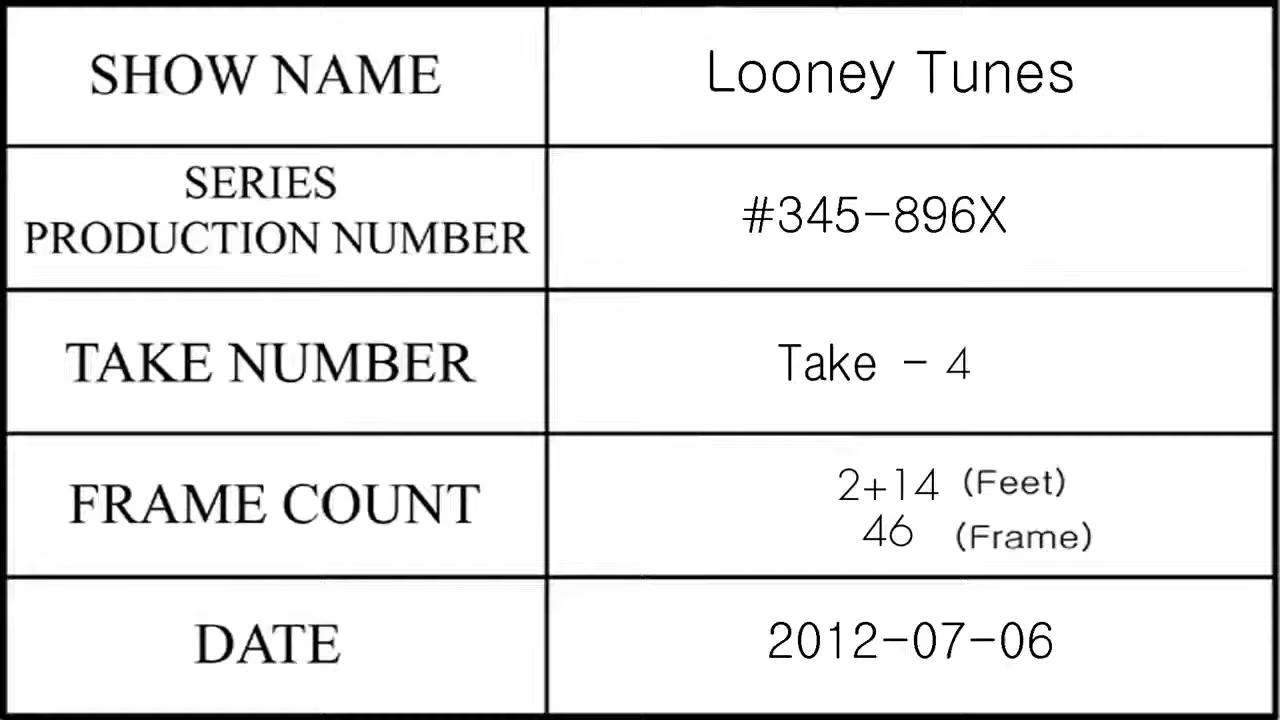 SHOW NAME
Looney Tunes
SERIES
PRODUCTION NUMBER
#345-896X
TAKE NUMBER
Take - 4
FRAME COUNT
2+14 (Feet)
46 (Frame)
DATE
2012-07-06